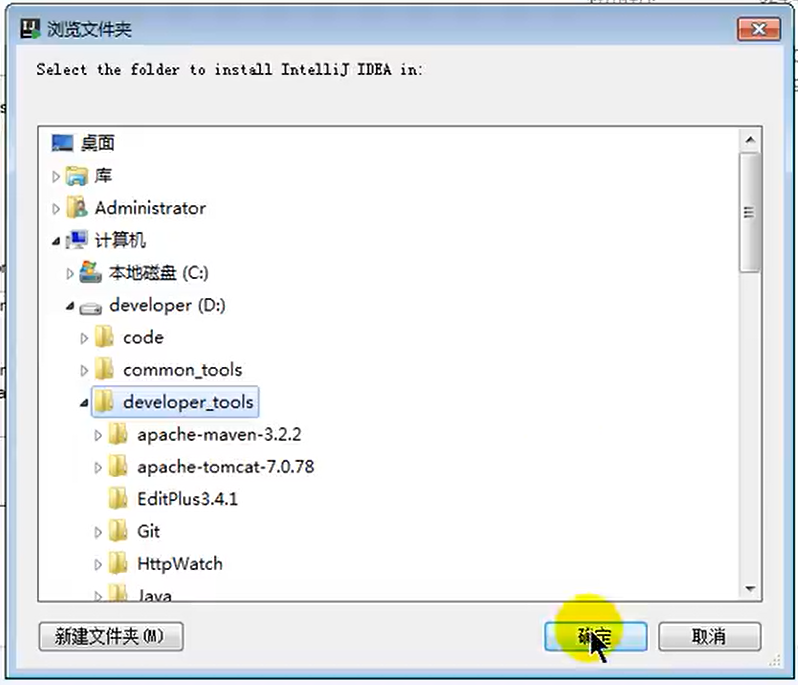 浏览文件夹
Select the folder to install IntelliJ IDEA in:
桌面
库
Administrator
计算机
本地磁盘 (C:)
developer (D:)
code
common_tools
developer_tools
apache-maven-3.2.2
apache-tomcat-7.0.78
EditPlus3.4.1
Git
HttpWatch
Java
新建文件夹(M)
确定
取消